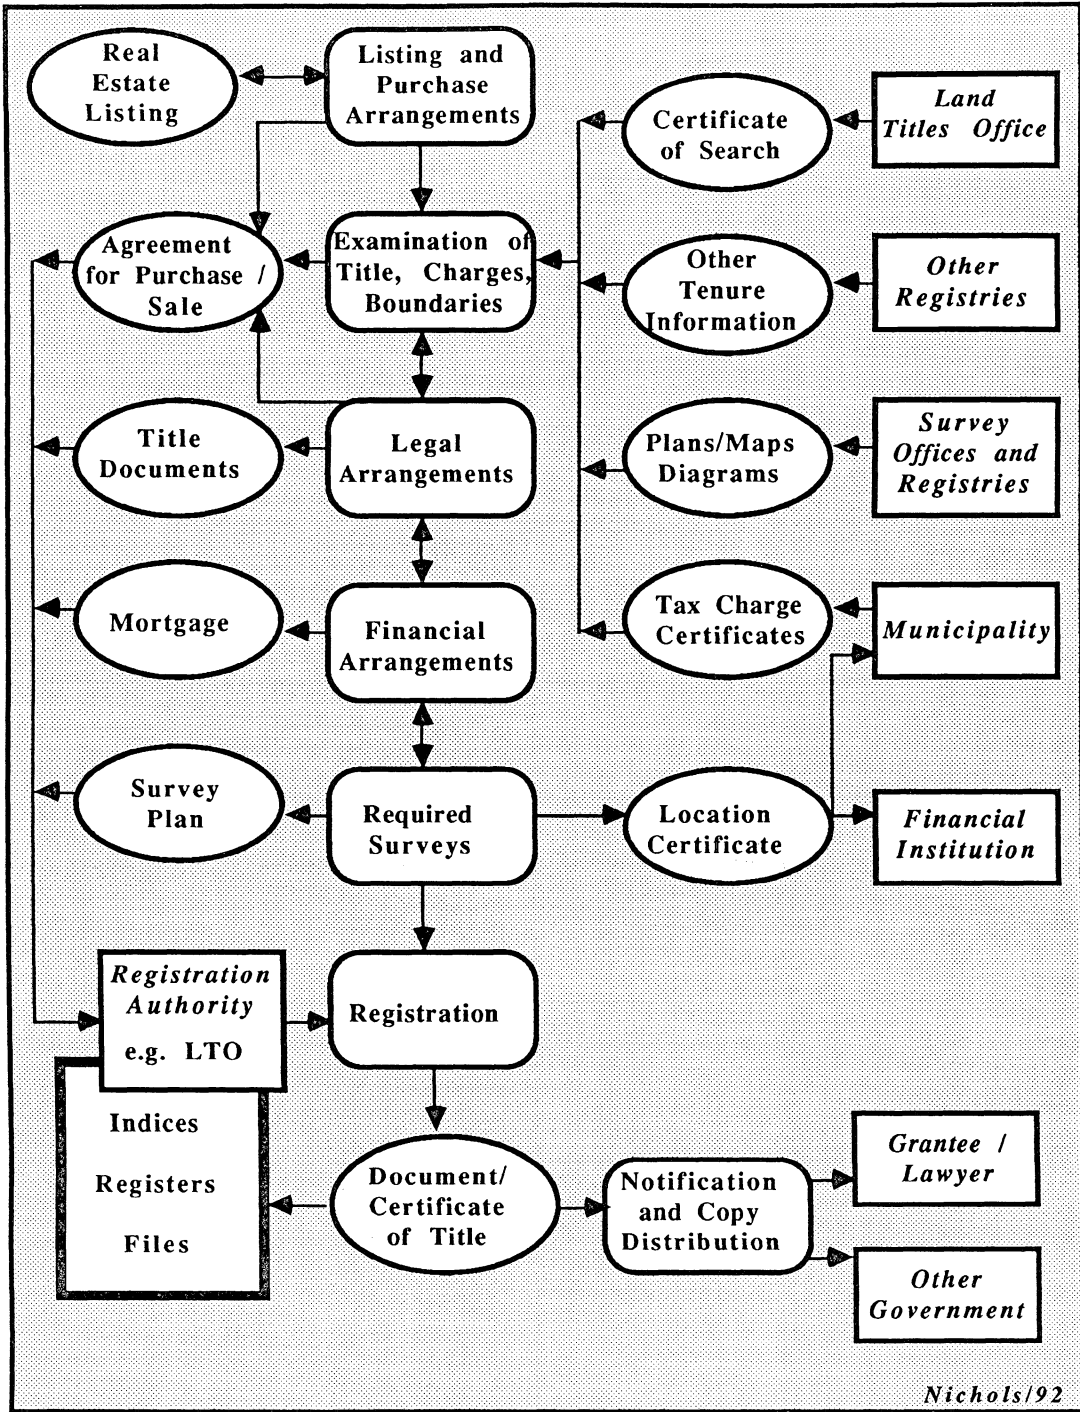 Real
Estate
Listing
Listing and
Purchase
Arrangements
Certificate
of Search
Land
Titles Office
Agreement
for Purchase /
Sale
Examination of
Title, Charges,
Boundaries
Other
Tenure
Information
Other
Registries
Title
Documents
Legal
Arrangements
Plans/Maps
Diagrams
Survey
Offices and
Registries
Mortgage
Financial
Arrangements
Tax Charge
Certificates
Municipality
Survey
Plan
Required
Surveys
Location
Certificate
Financial
Institution
Registration
Authority
e.g. LTO
Registration
Indices
Registers
Files
Document/
Certificate
of Title
Notification
and Copy
Distribution
Grantee /
Lawyer
Other
Government
Nichols/92